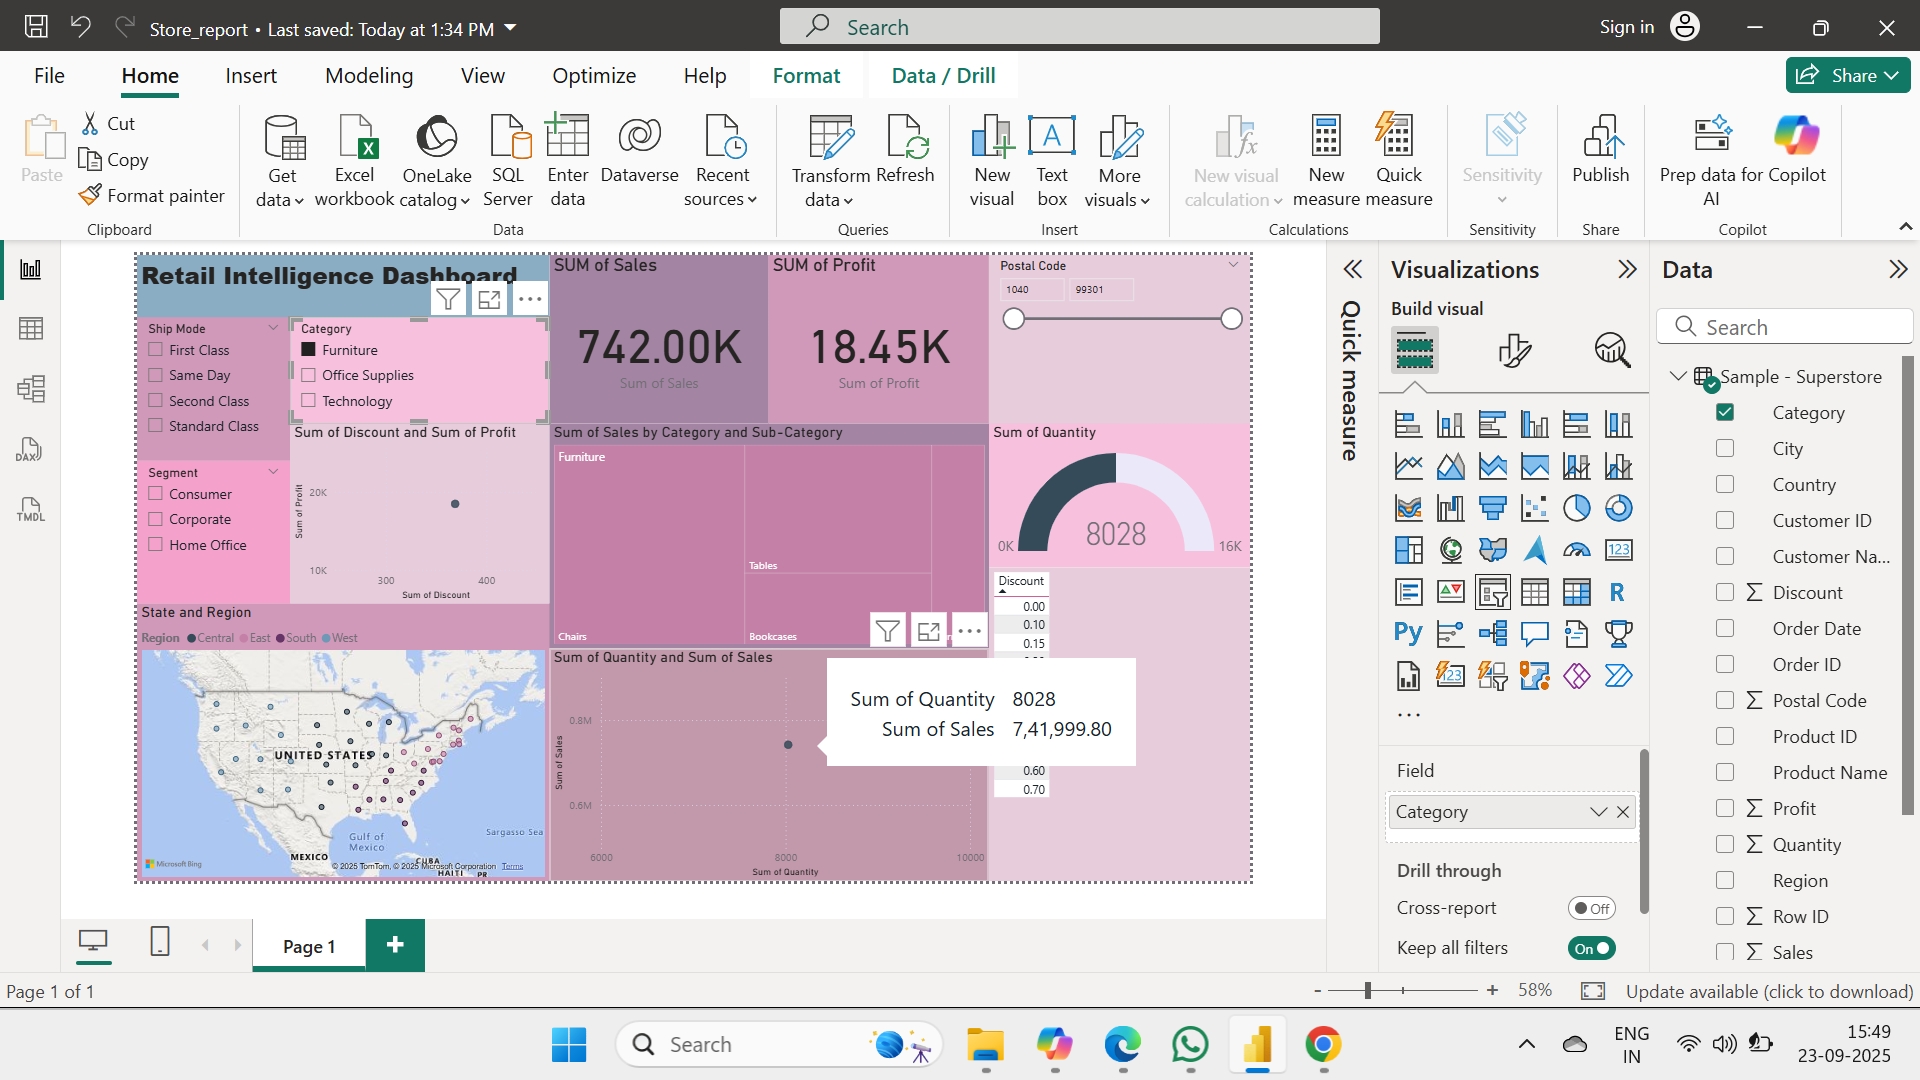 Store_report • Last saved: Today at 1:34 PM
Search
Sign in
File
Home
Insert
Modeling
View
Optimize
Help
Format
Data / Drill
Share
Paste
Cut
Copy
Format painter
Clipboard
Get data
Excel workbook
OneLake catalog
SQL Server
Enter data
Dataverse
Recent sources
Data
Transform data
Refresh
Queries
New visual
Text box
More visuals
Insert
New visual calculation
New measure
Quick measure
Calculations
Sensitivity
Sensitivity
Publish
Share
Prep data for AI
Copilot
Copilot
DAX
TMDL
Retail Intelligence Dashboard
Ship Mode
First Class
Same Day
Second Class
Standard Class
Category
Furniture
Office Supplies
Technology
SUM of Sales
742.00K
Sum of Sales
SUM of Profit
18.45K
Sum of Profit
Postal Code
1040
99301
Segment
Consumer
Corporate
Home Office
Sum of Discount and Sum of Profit
Sum of Profit
20K
10K
300
400
Sum of Discount
Sum of Sales by Category and Sub-Category
Furniture
Chairs
Tables
Bookcases
Sum of Quantity
8028
0K
16K
Discount
0.00
0.10
0.15
0.60
0.70
State and Region
Region Central East South West
UNITED STATES
MEXICO
Gulf of
Mexico
Sargasso Sea
CUBA
HAITI
PR
Microsoft Bing
© 2025 TomTom, © 2025 Microsoft Corporation Terms
Sum of Quantity and Sum of Sales
Sum of Sales
0.8M
0.6M
6000
8000
10000
Sum of Quantity
Sum of Quantity 8028
Sum of Sales 7,41,999.80
Quick measure
Visualizations
Build visual
123
R
Py
123
Field
Category
Drill through
Cross-report
Off
Keep all filters
On
Data
Search
Sample - Superstore
Category
City
Country
Customer ID
Customer Na...
Discount
Order Date
Order ID
Postal Code
Product ID
Product Name
Profit
Quantity
Region
Row ID
Sales
Page 1
Page 1 of 1
58%
Update available (click to download)
Search
ENG
IN
15:49
23-09-2025